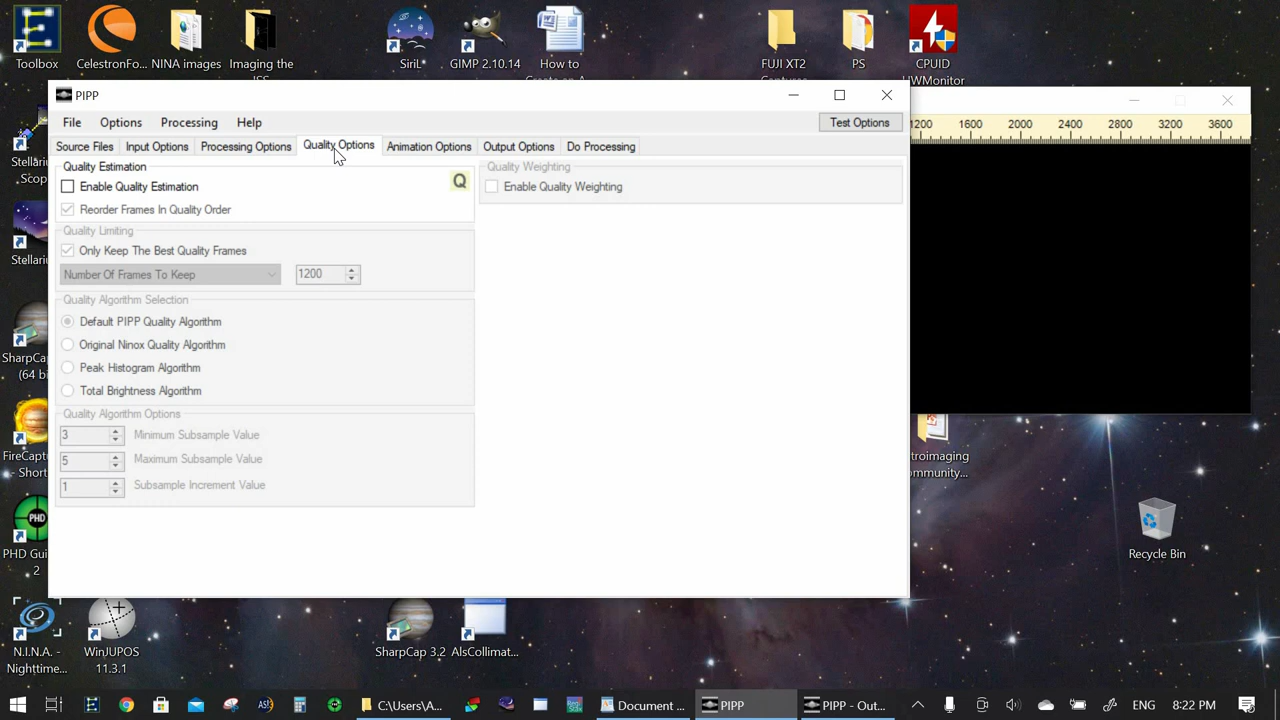 Toolbox
CelestronFo...
NINA images
Imaging the
SiriL
GIMP 2.10.14
How to
FUJI XT2
PS
CPUID
HWMonitor
PIPP
File Options Processing Help
Test Options
Source Files Input Options Processing Options Quality Options Animation Options Output Options Do Processing
Quality Estimation
Enable Quality Estimation
Q
Reorder Frames In Quality Order
Quality Limiting
Only Keep The Best Quality Frames
Number Of Frames To Keep 1200
Quality Algorithm Selection
Default PIPP Quality Algorithm
Original Ninox Quality Algorithm
Peak Histogram Algorithm
Total Brightness Algorithm
Quality Algorithm Options
3 Minimum Subsample Value
5 Maximum Subsample Value
1 Subsample Increment Value
Quality Weighting
Enable Quality Weighting
1200 1600 2000 2400 2800 3200 3600
Stellari
Stellari
SharpCap
(64 b
FireCapt
- Short
PHD
PHD Gui
2
troimaging
mmunity...
Recycle Bin
N.I.N.A. -
Nighttime...
WinJUPOS
11.3.1
SharpCap 3.2
AlsCollimat...
C:\Users\A...
Document ...
PIPP
PIPP - Out...
ENG
8:22 PM